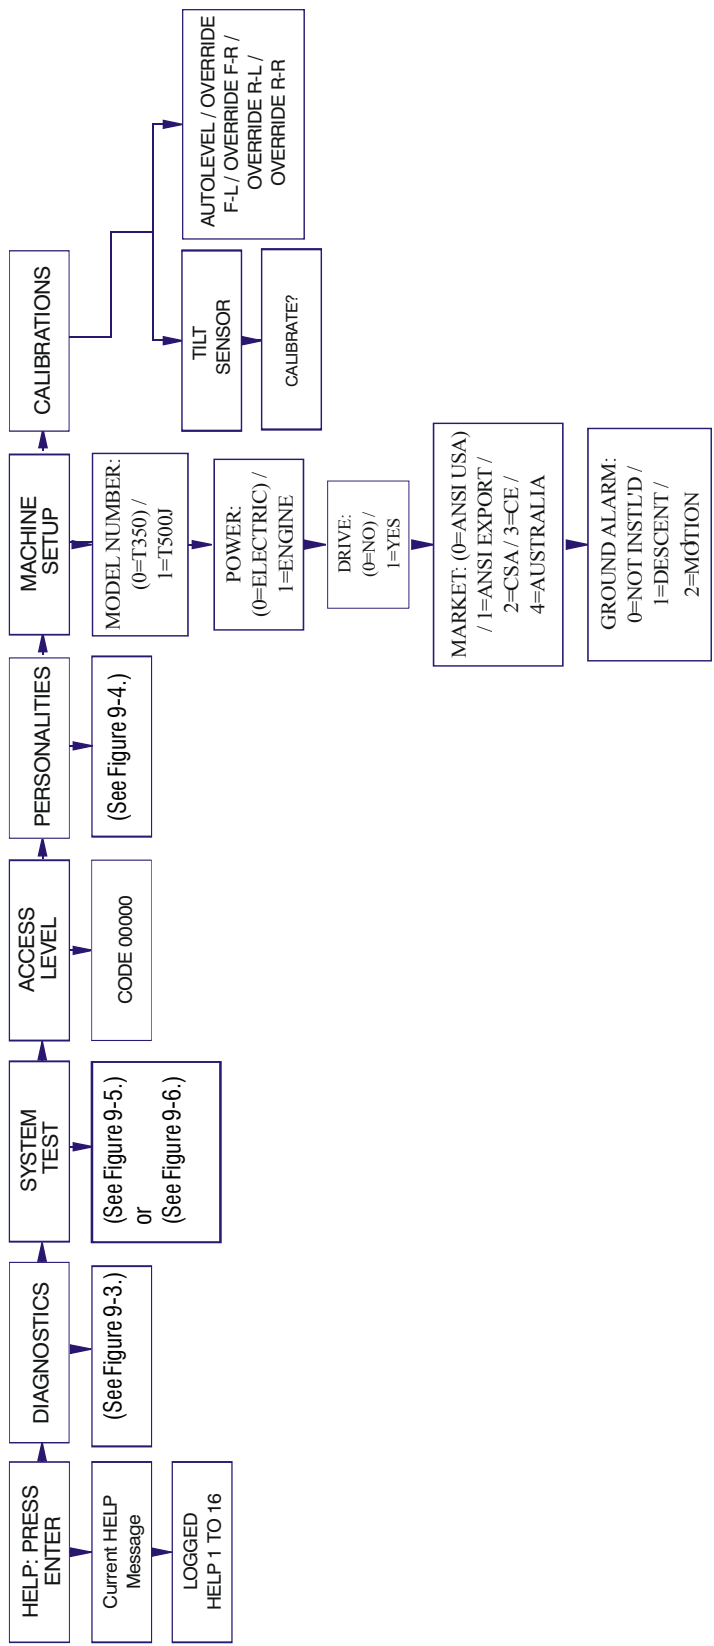 HELP: PRESS
ENTER
Current HELP
Message
LOGGED
HELP 1 TO 16
DIAGNOSTICS
(See Figure 9-3.)
SYSTEM
TEST
(See Figure 9-5.)
or
(See Figure 9-6.)
ACCESS
LEVEL
CODE 00000
PERSONALITIES
(See Figure 9-4.)
MACHINE
SETUP
MODEL NUMBER:
(0=T350) /
1=T500J
POWER:
(0=ELECTRIC) /
1=ENGINE
DRIVE:
(0=NO) /
1=YES
MARKET: (0=ANSI USA)
/ 1=ANSI EXPORT /
2=CSA / 3=CE /
4=AUSTRALIA
GROUND ALARM:
0=NOT INSTL'D /
1=DESCENT /
2=MOTION
CALIBRATIONS
TILT
SENSOR
CALIBRATE?
AUTOLEVEL / OVERRIDE
F-L / OVERRIDE F-R /
OVERRIDE R-L /
OVERRIDE R-R